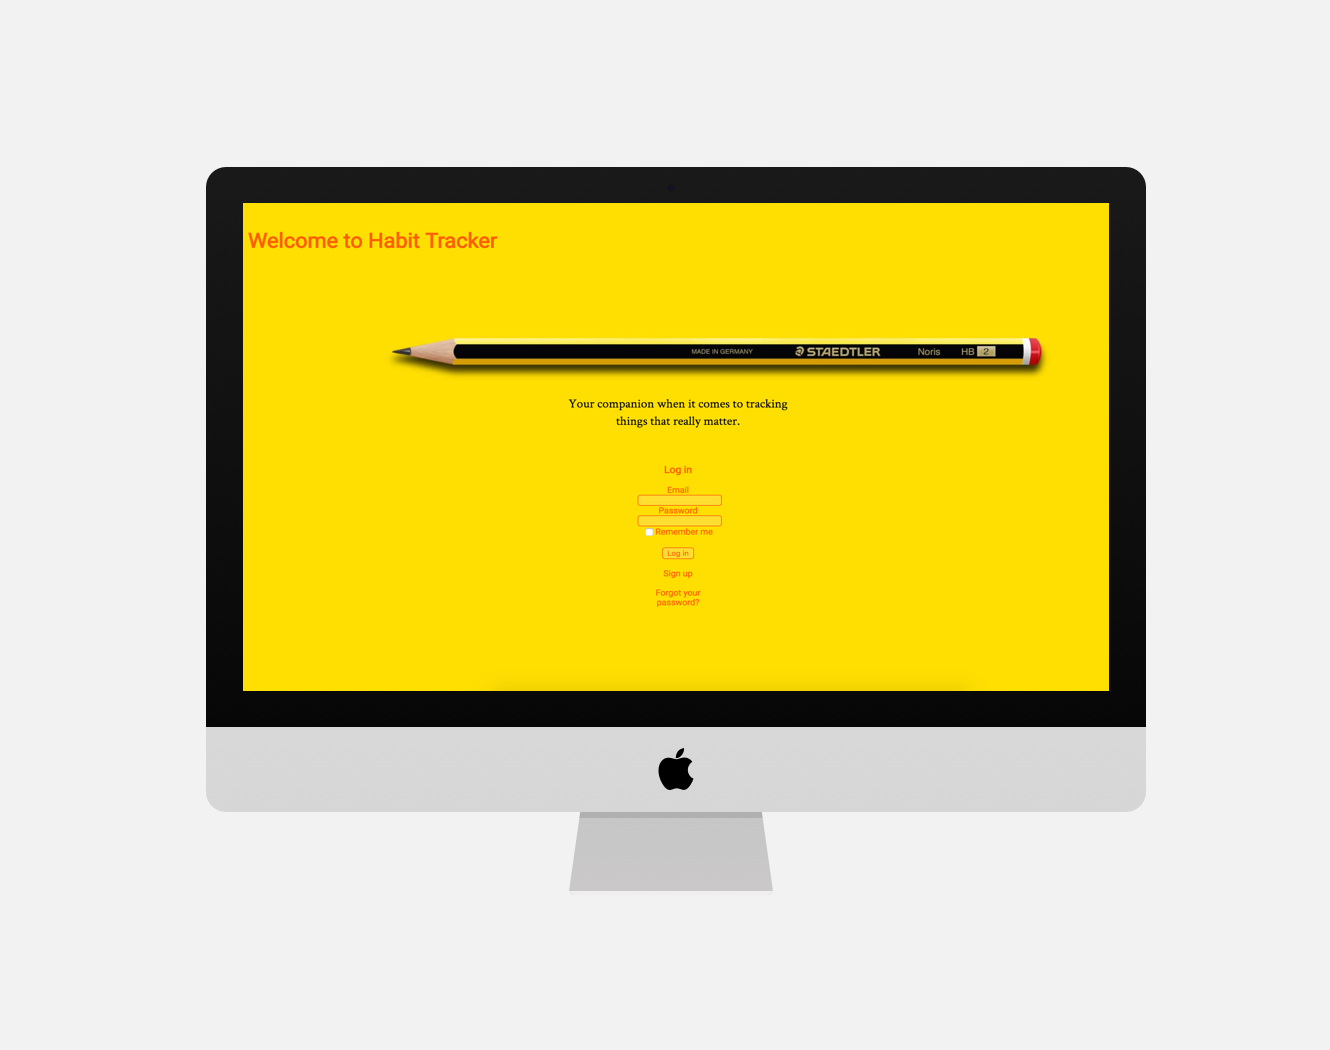 Welcome to Habit Tracker
MADE IN GERMANY STAEDTLER Noris HB 2
Your companion when it comes to tracking
things that really matter.
Log in
Email
Password
Remember me
Log in
Sign up
Forgot your
password?